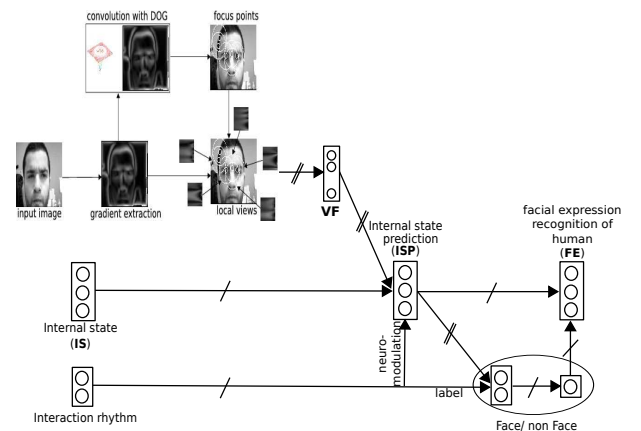 convolution with DOG
focus points
input image
gradient extraction
local views
VF
Internal state
prediction
(ISP)
facial expression
recognition of
human
(FE)
Internal state
(IS)
neuro-
modulation
Interaction rhythm
label
Face/ non Face